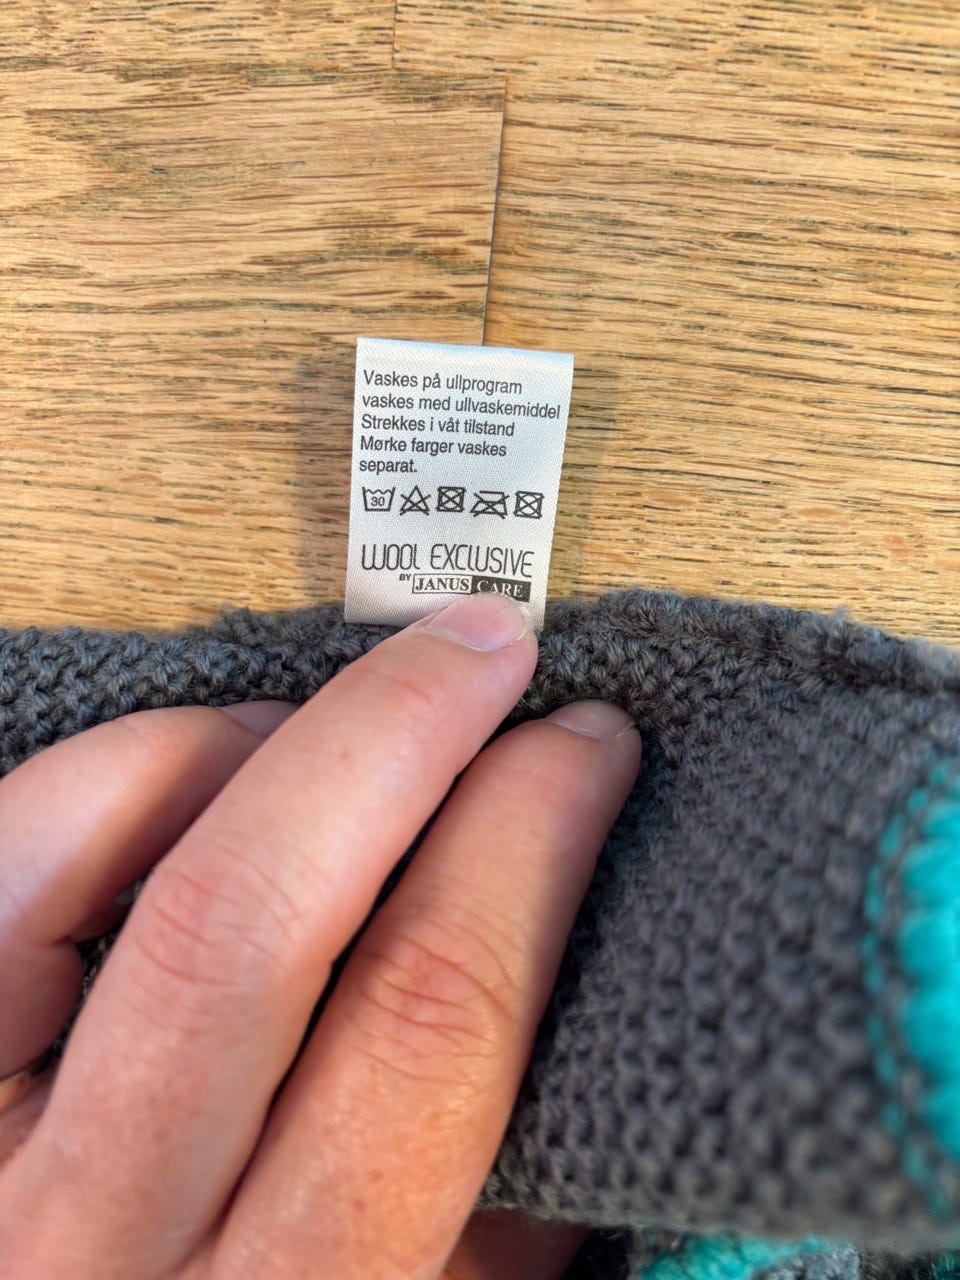 Vaskes på ullprogram
vaskes med ullvaskemiddel
Strekkes i våt tilstand
Mørke farger vaskes
separat.
30
WOOL EXCLUSIVE
BY JANUS CARE